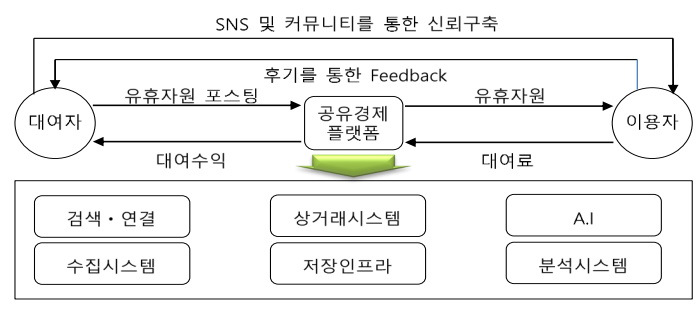 SNS 및 커뮤니티를 통한 신뢰구축
후기를 통한 Feedback
유휴자원 포스팅
유휴자원
대여자
공유경제
플랫폼
이용자
대여수익
대여료
검색・연결
상거래시스템
A.I
수집시스템
저장인프라
분석시스템